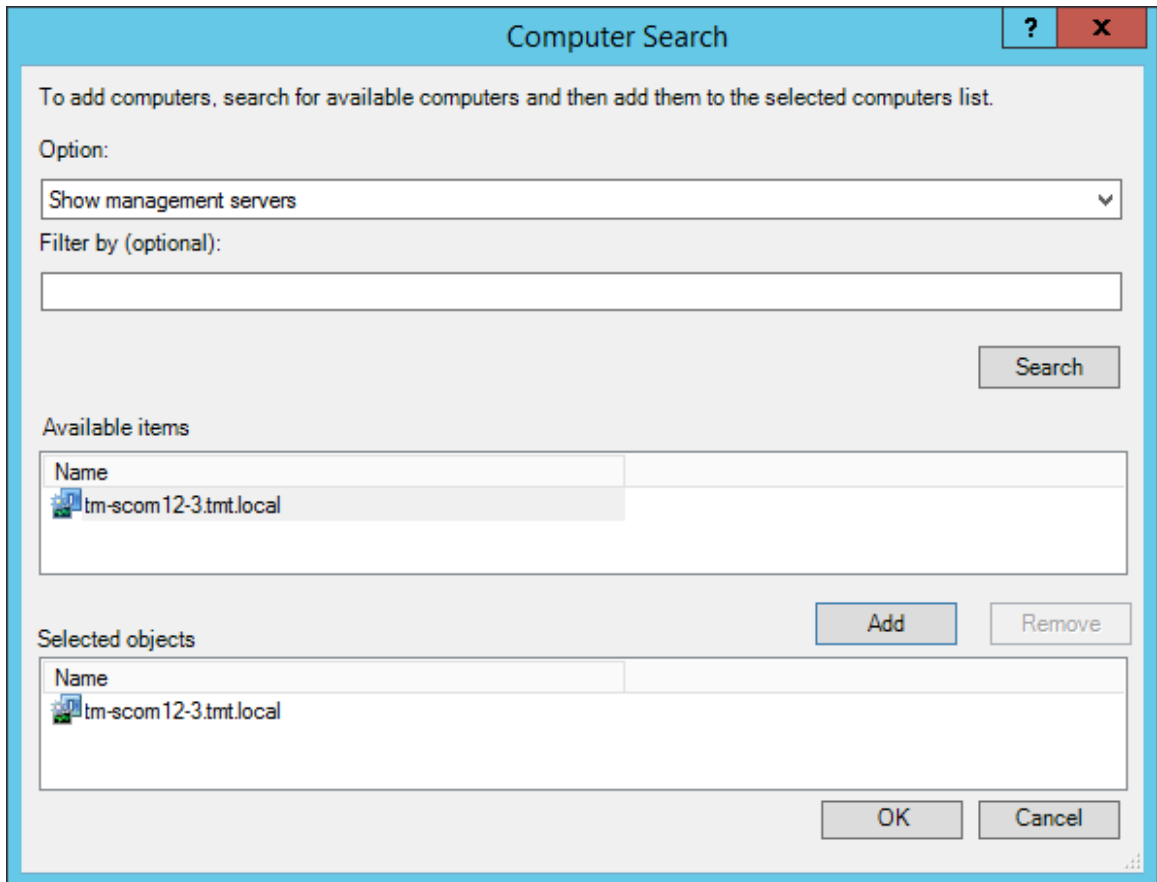 Computer Search
?
x
To add computers, search for available computers and then add them to the selected computers list.
Option:
Show management servers
Filter by (optional):
Search
Available items
Name
tm-scom12-3.tmt.local
Add
Remove
Selected objects
Name
tm-scom12-3.tmt.local
OK
Cancel